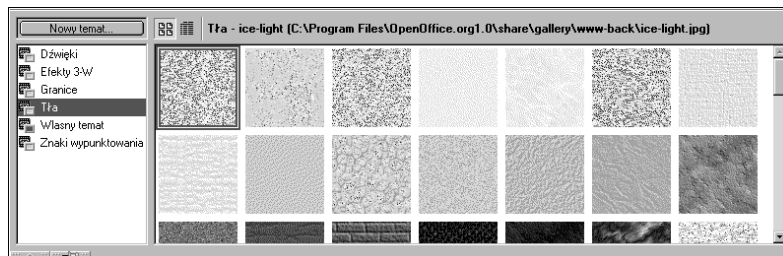 Nowy temat...
Tła - ice-light (C:\Program Files\OpenOffice.org1.0\share\gallery\www-back\ice-light.jpg)
Dźwięki
Efekty 3-W
Granice
Tła
Wlasny temat
Znaki wypunktowania